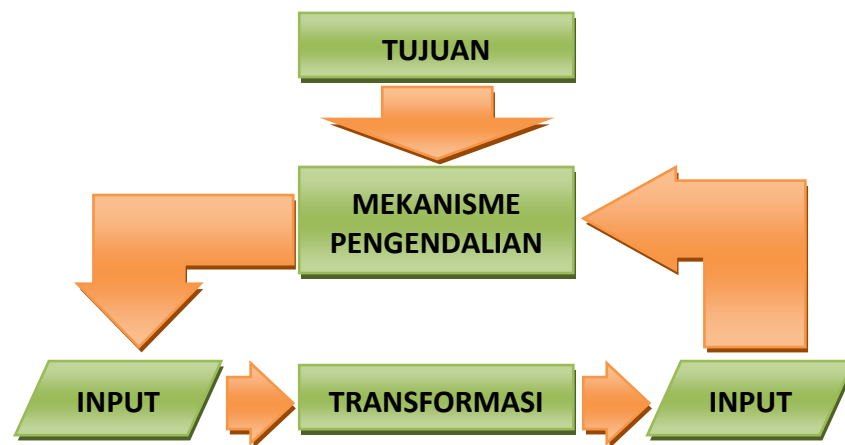 TUJUAN
MEKANISME
PENGENDALIAN
INPUT
TRANSFORMASI
INPUT